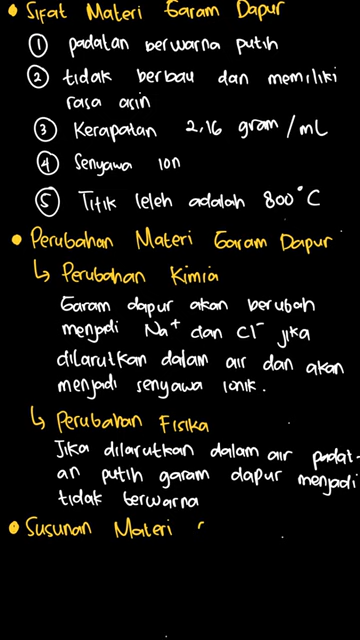 • Sifat Materi Garam Dapur
① padatan berwarna putih
② tidak berbau dan memiliki
rasa asin
③ Kerapatan 2,16 gram/mL
④ Senyawa ion
⑤ Titik leleh adalah 800°C
• Perubahan Materi Garam Dapur
↳ Perubahan Kimia
Garam dapur akan berubah
menjadi Na⁺ dan Cl⁻ jika
dilarutkan dalam air dan akan
menjadi senyawa ionik.
↳ Perubahan Fisika
Jika dilarutkan dalam air padat-
an putih garam dapur menjadi
tidak berwarna
• Susunan Materi